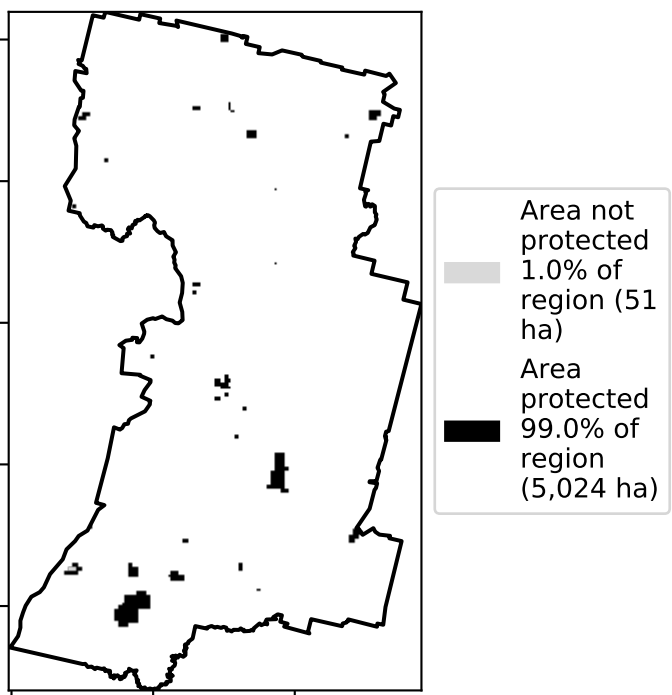 Area not
protected
1.0% of
region (51
ha)
Area
protected
99.0% of
region
(5,024 ha)